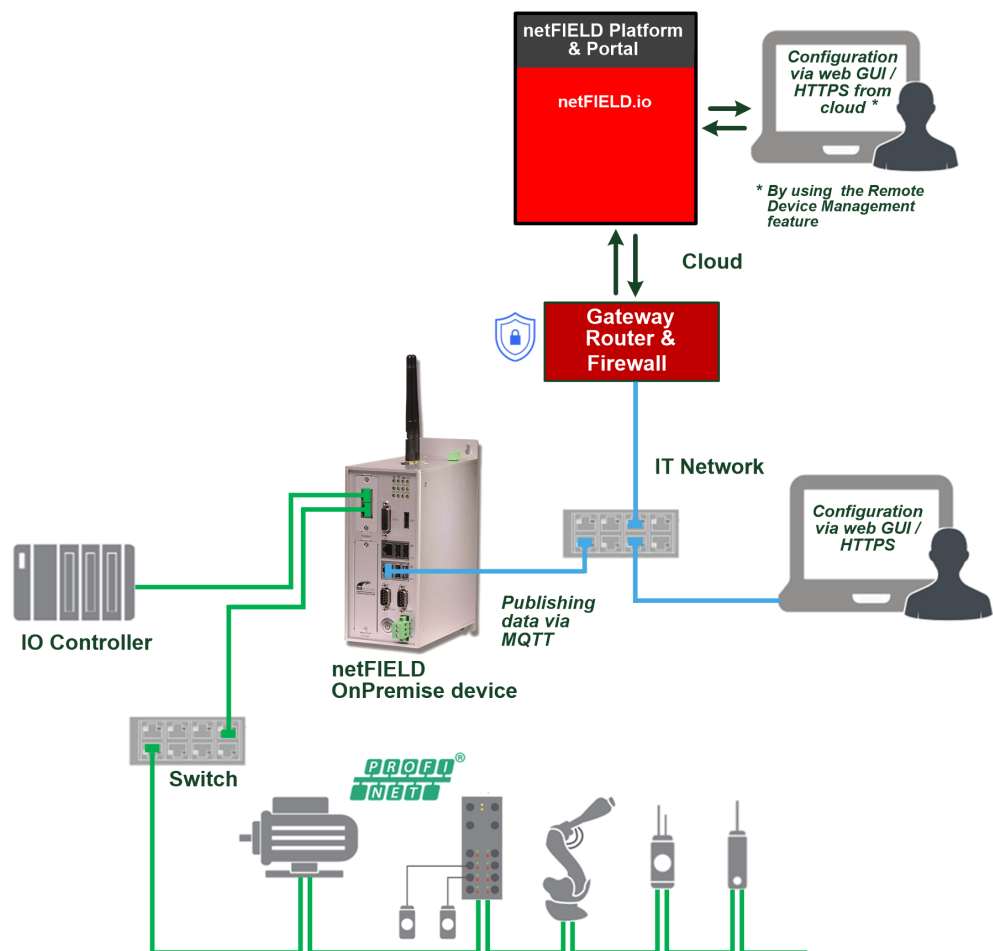 netFIELD Platform
& Portal
netFIELD.io
Configuration
via web GUI /
HTTPS from
cloud *
* By using the Remote
Device Management
feature
Cloud
Gateway
Router &
Firewall
IT Network
Configuration
via web GUI /
HTTPS
Publishing
data via
MQTT
IO Controller
netFIELD
OnPremise device
Switch
PROFI
NET®